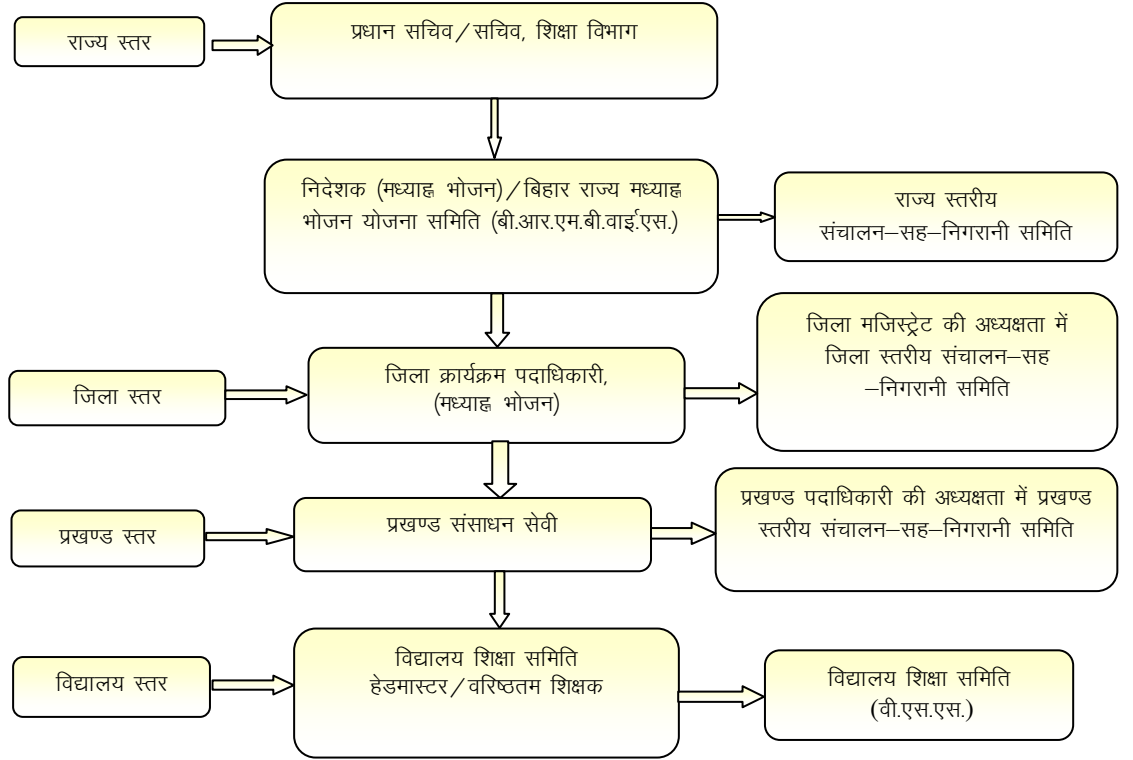 राज्य स्तर
प्रधान सचिव/सचिव, शिक्षा विभाग
निदेशक (मध्याह्न भोजन)/बिहार राज्य मध्याह्न
भोजन योजना समिति (बी.आर.एम.बी.वाई.एस.)
राज्य स्तरीय
संचालन–सह–निगरानी समिति
जिला स्तर
जिला क्रार्यक्रम पदाधिकारी,
(मध्याह्न भोजन)
जिला मजिस्ट्रेट की अध्यक्षता में
जिला स्तरीय संचालन–सह
–निगरानी समिति
प्रखण्ड स्तर
प्रखण्ड संसाधन सेवी
प्रखण्ड पदाधिकारी की अध्यक्षता में प्रखण्ड
स्तरीय संचालन–सह–निगरानी समिति
विद्यालय स्तर
विद्यालय शिक्षा समिति
हेडमास्टर/वरिष्ठतम शिक्षक
विद्यालय शिक्षा समिति
(वी.एस.एस.)